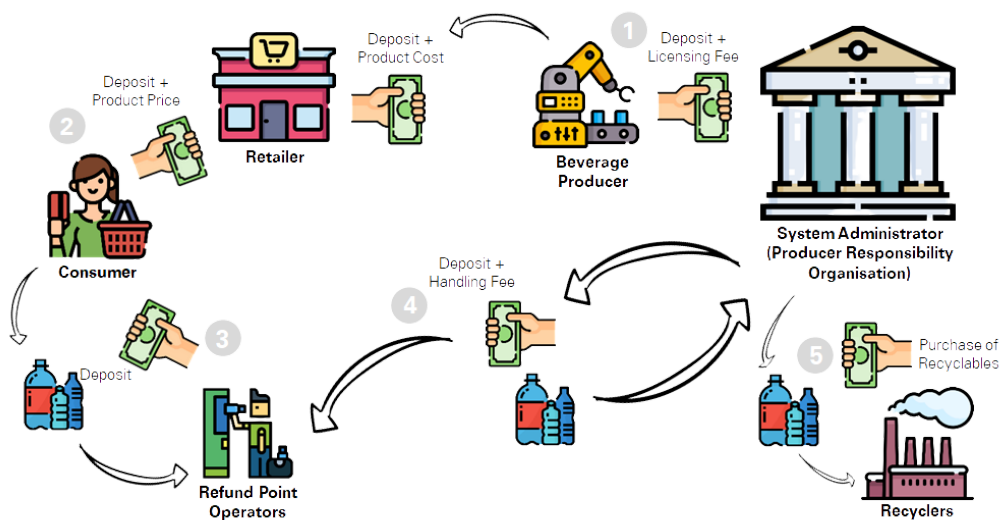 1
Deposit +
Licensing Fee
Deposit +
Product Cost
Beverage
Producer
Retailer
2
Deposit +
Product Price
Consumer
System Administrator
(Producer Responsibility
Organisation)
3
Deposit
Refund Point
Operators
4
Deposit +
Handling Fee
5
Purchase of
Recyclables
Recyclers